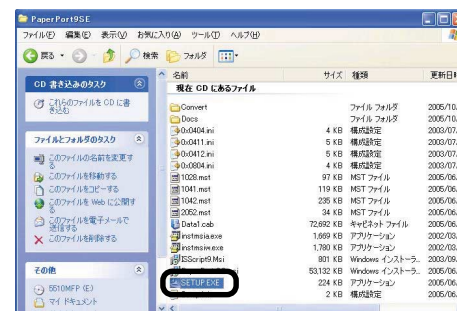 PaperPort9SE
ファイル(F) 編集(E) 表示(V) お気に入り(A) ツール(T) ヘルプ(H)
戻る 検索 フォルダ
名前 サイズ 種類 更新日時
現在 CD にあるファイル
CD 書き込みのタスク
これらのファイルを CD に書き込む
ファイルとフォルダのタスク
このファイルの名前を変更する
このファイルを移動する
このファイルをコピーする
このファイルを Web に公開する
このファイルを電子メールで送信する
このファイルを削除する
その他
5510MFP (E:)
マイ ドキュメント
Convert ファイル フォルダ 2005/10.
Docs ファイル フォルダ 2005/10.
0x0404.ini 4 KB 構成設定 2003/07.
0x0411.ini 5 KB 構成設定 2003/07.
0x0412.ini 5 KB 構成設定 2003/07.
0x0804.ini 4 KB 構成設定 2003/07.
1028.mst 97 KB MST ファイル 2005/06.
1041.mst 119 KB MST ファイル 2005/06.
1042.mst 235 KB MST ファイル 2005/06.
2052.mst 34 KB MST ファイル 2005/06.
Data1.cab 72,692 KB キャビネット ファイル 2005/06.
instmsia.exe 1,669 KB アプリケーション 2002/03.
instmsiw.exe 1,780 KB アプリケーション 2002/03.
ISScript9.Msi 801 KB Windows インストーラ... 2003/09.
53,132 KB Windows インストーラ... 2005/06.
SETUP.EXE 224 KB アプリケーション 2005/06.
2 KB 構成設定 2005/06.